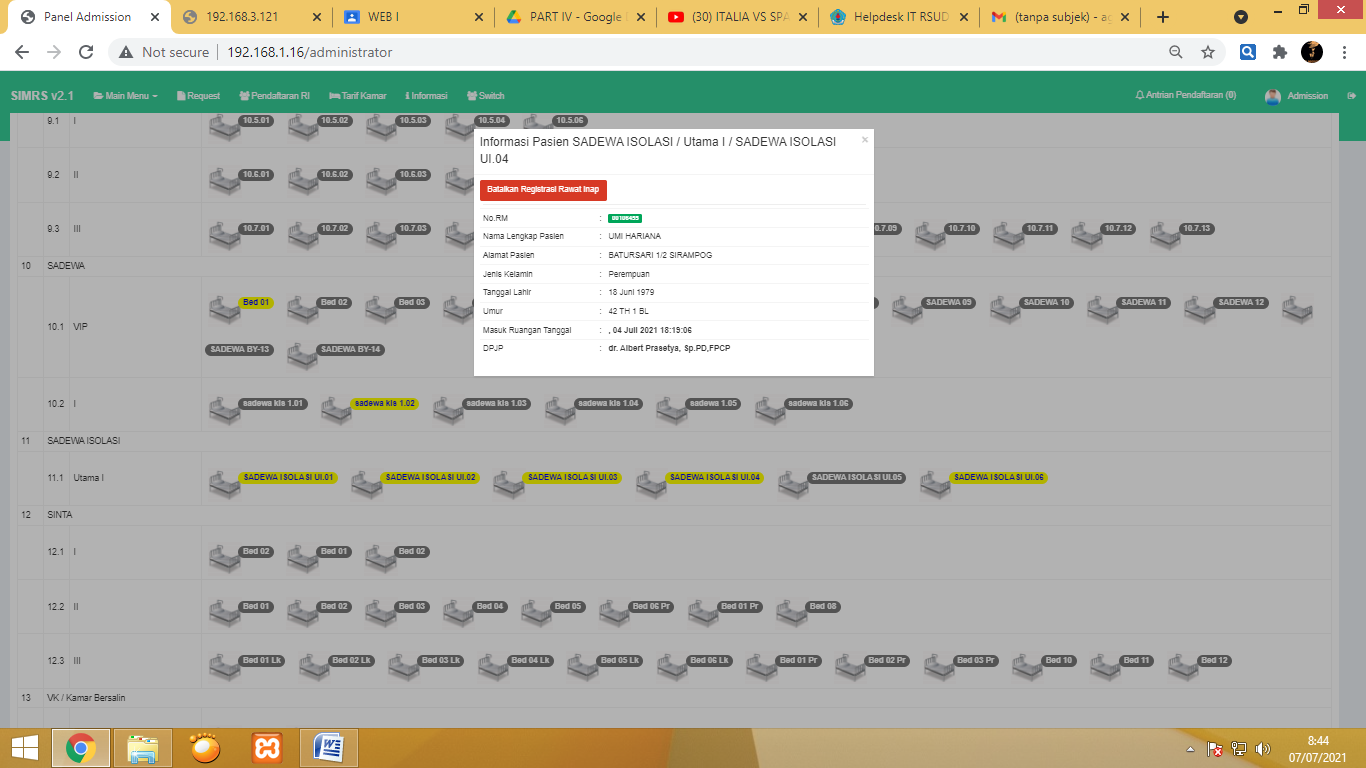 Panel Admission
192.168.3.121
WEB I
PART IV - Google
(30) ITALIA VS SPA
Helpdesk IT RSUD
(tanpa subjek) - ag
Not secure
192.168.1.16/administrator
SIMRS v2.1
Main Menu
Request
Pendaftaran RI
Tarif Kamar
Informasi
Switch
Antrian Pendaftaran (0)
Admission
9.1 I 10.5.01 10.5.02 10.5.03 10.5.04 10.5.06
9.2 II 10.6.01 10.6.02 10.6.03
9.3 III 10.7.01 10.7.02 10.7.03 0.7.09 10.7.10 10.7.11 10.7.12 10.7.13
10 SADEWA
10.1 VIP Bed 01 Bed 02 Bed 03 SADEWA 09 SADEWA 10 SADEWA 11 SADEWA 12
SADEWA BY-13 SADEWA BY-14
10.2 I sadewa kls 1.01 sadewa kls 1.02 sadewa kls 1.03 sadewa kls 1.04 sadewa 1.05 sadewa kls 1.06
11 SADEWA ISOLASI
11.1 Utama I SADEWA ISOLASI UI.01 SADEWA ISOLASI UI.02 SADEWA ISOLASI UI.03 SADEWA ISOLASI UI.04 SADEWA ISOLASI UI.05 SADEWA ISOLASI UI.06
12 SINTA
12.1 I Bed 02 Bed 01 Bed 02
12.2 II Bed 01 Bed 02 Bed 03 Bed 04 Bed 05 Bed 06 Pr Bed 01 Pr Bed 08
12.3 III Bed 01 Lk Bed 02 Lk Bed 03 Lk Bed 04 Lk Bed 05 Lk Bed 06 Lk Bed 01 Pr Bed 02 Pr Bed 03 Pr Bed 10 Bed 11 Bed 12
13 VK / Kamar Bersalin
Informasi Pasien SADEWA ISOLASI / Utama I / SADEWA ISOLASI
UI.04
Batalkan Registrasi Rawat Inap
No.RM :
Nama Lengkap Pasien : UMI HARIANA
Alamat Pasien : BATURSARI 1/2 SIRAMPOG
Jenis Kelamin : Perempuan
Tanggal Lahir : 18 Juni 1979
Umur : 42 TH 1 BL
Masuk Ruangan Tanggal : , 04 Juli 2021 18:19:06
DPJP : dr. Albert Prasetya, Sp.PD,FPCP
8:44
07/07/2021